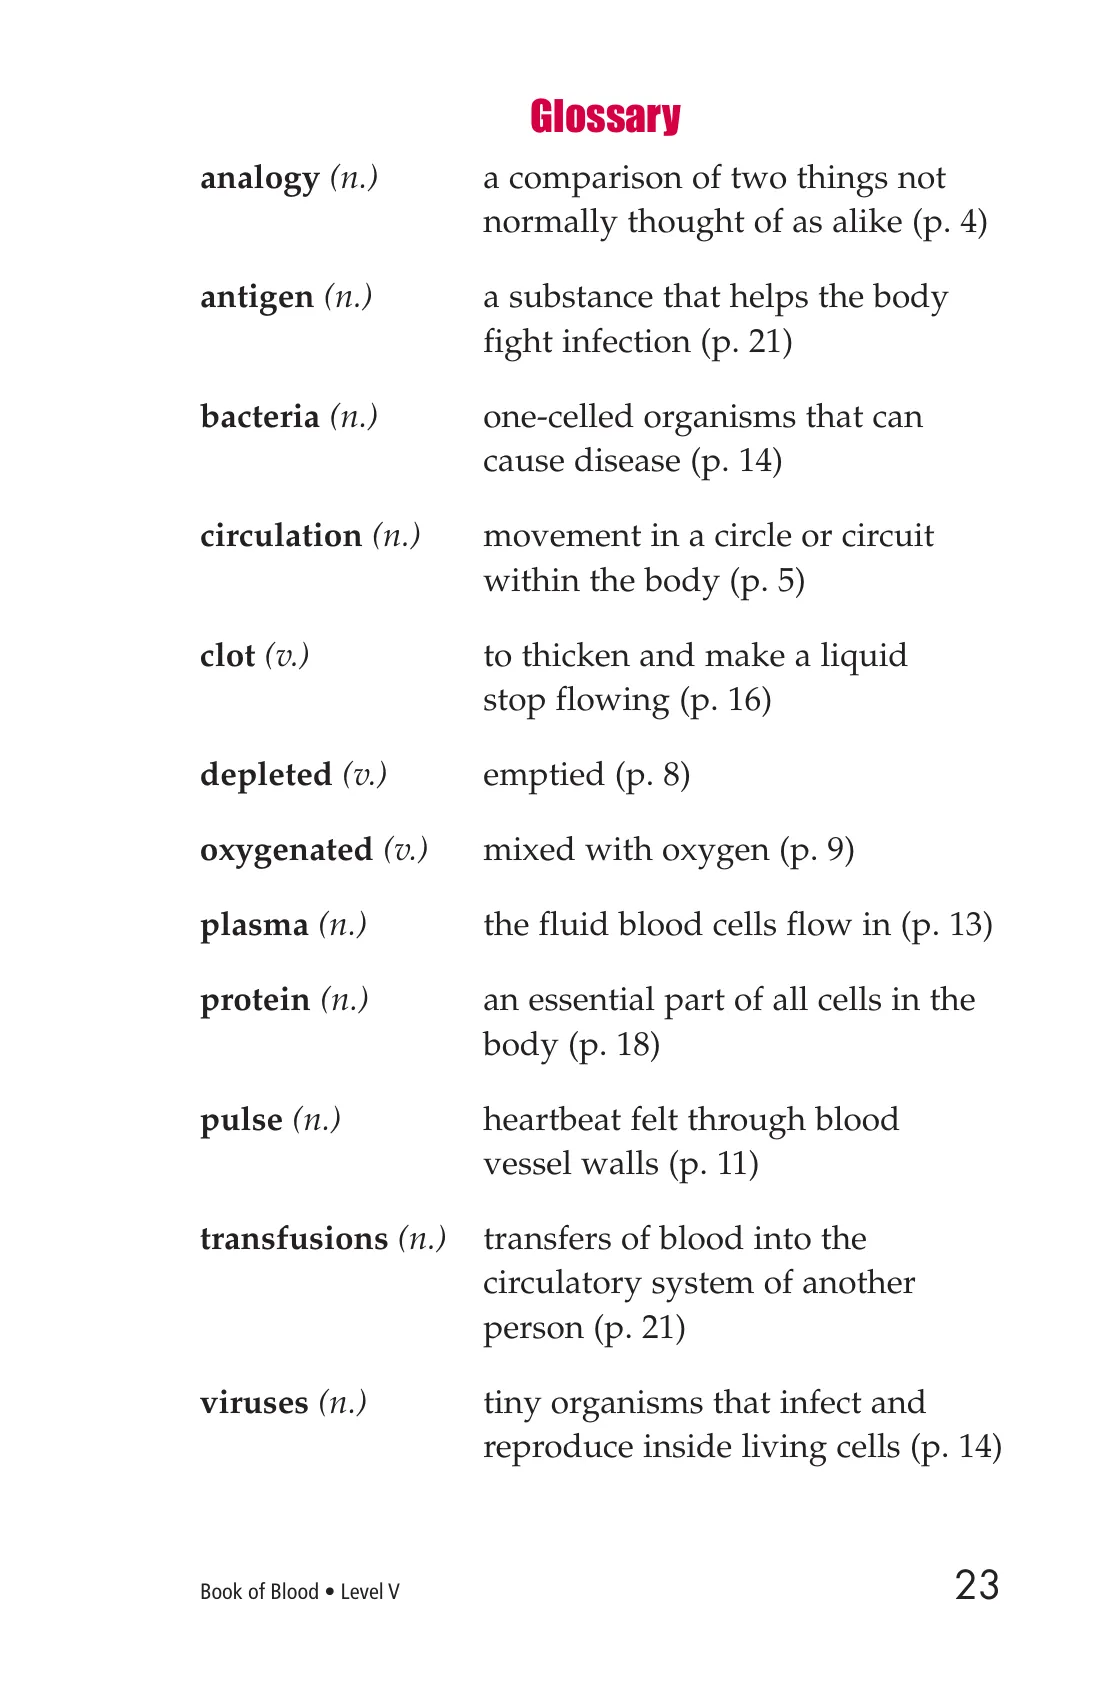 Glossary
analogy (n.) a comparison of two things not
normally thought of as alike (p. 4)
antigen (n.) a substance that helps the body
fight infection (p. 21)
bacteria (n.) one-celled organisms that can
cause disease (p. 14)
circulation (n.) movement in a circle or circuit
within the body (p. 5)
clot (v.) to thicken and make a liquid
stop flowing (p. 16)
depleted (v.) emptied (p. 8)
oxygenated (v.) mixed with oxygen (p. 9)
plasma (n.) the fluid blood cells flow in (p. 13)
protein (n.) an essential part of all cells in the
body (p. 18)
pulse (n.) heartbeat felt through blood
vessel walls (p. 11)
transfusions (n.) transfers of blood into the
circulatory system of another
person (p. 21)
viruses (n.) tiny organisms that infect and
reproduce inside living cells (p. 14)
Book of Blood • Level V 23